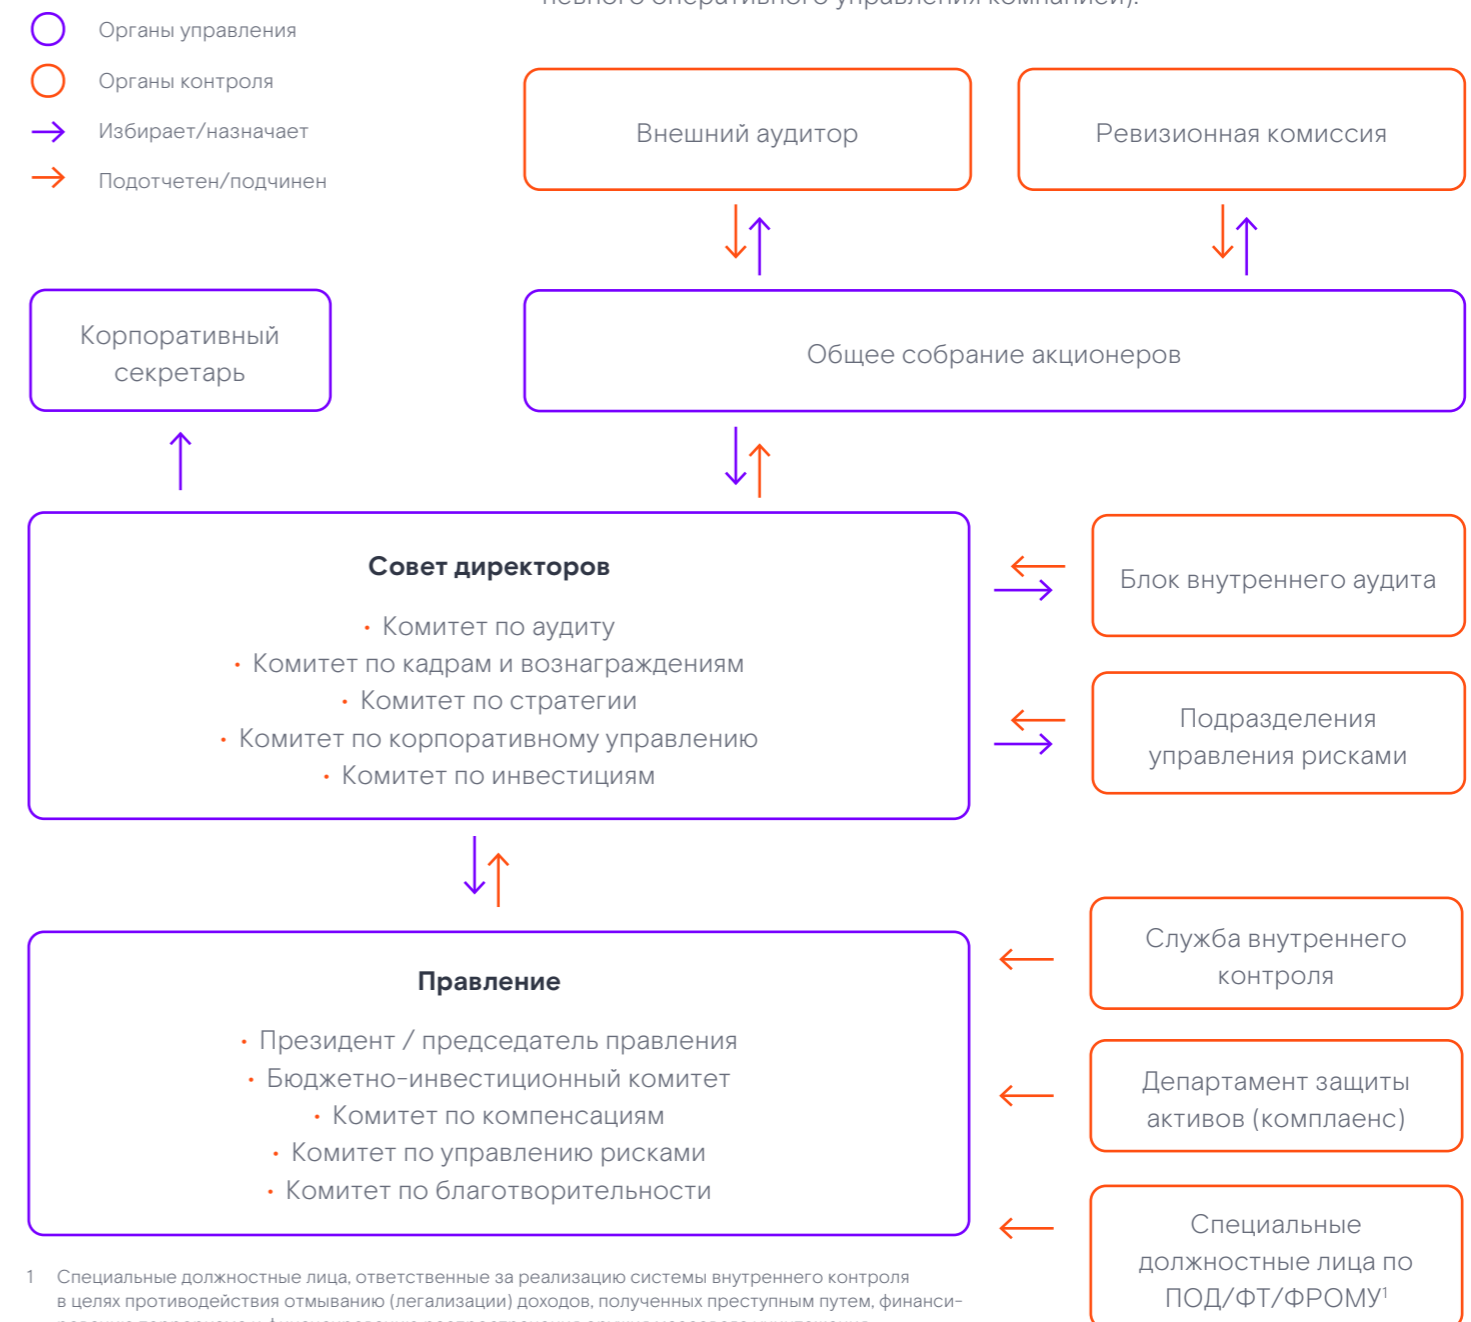 невного оперативного управления компанией).
Органы управления
Органы контроля
Избирает/назначает
Подотчетен/подчинен
Внешний аудитор
Ревизионная комиссия
Корпоративный
секретарь
Общее собрание акционеров
Совет директоров
• Комитет по аудиту
• Комитет по кадрам и вознаграждениям
• Комитет по стратегии
• Комитет по корпоративному управлению
• Комитет по инвестициям
Блок внутреннего аудита
Подразделения
управления рисками
Правление
• Президент / председатель правления
• Бюджетно-инвестиционный комитет
• Комитет по компенсациям
• Комитет по управлению рисками
• Комитет по благотворительности
Служба внутреннего
контроля
Департамент защиты
активов (комплаенс)
Специальные
должностные лица по
ПОД/ФТ/ФРОМУ¹
1 Специальные должностные лица, ответственные за реализацию системы внутреннего контроля
в целях противодействия отмыванию (легализации) доходов, полученных преступным путем, финанси-